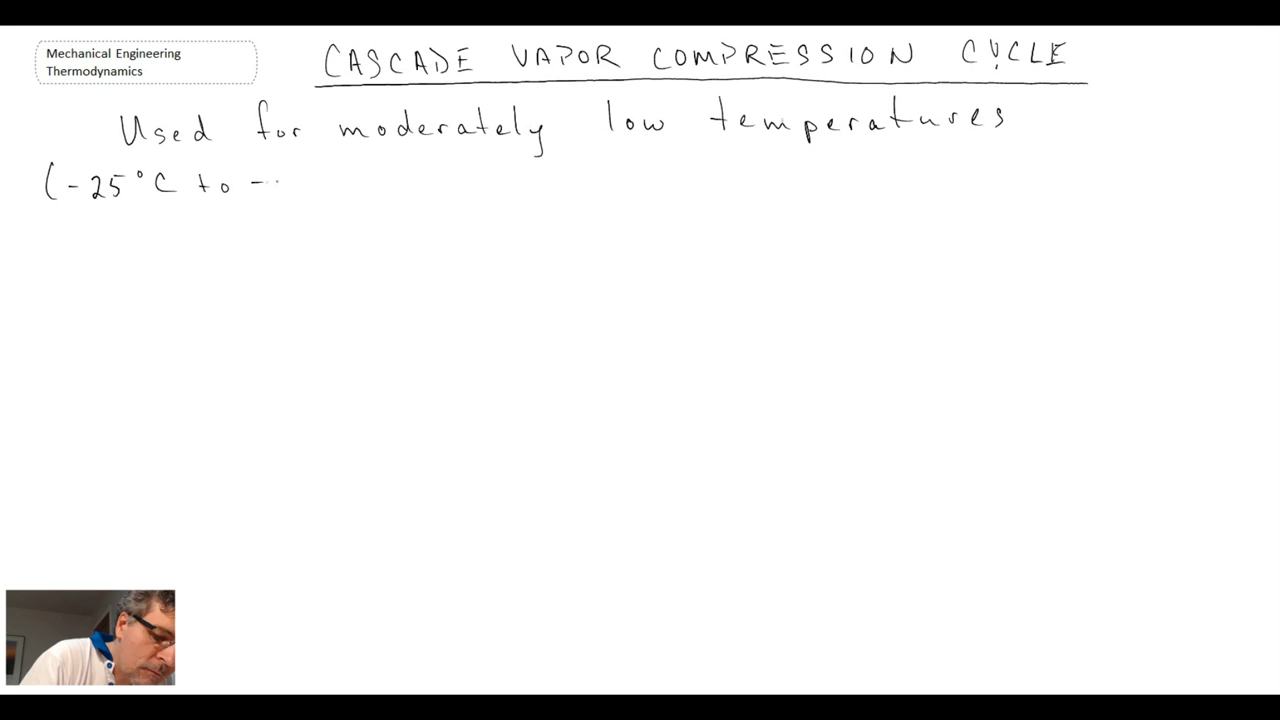 Mechanical Engineering
Thermodynamics
CASCADE VAPOR COMPRESSION CYCLE
Used for moderately low temperatures
(-25°C to -